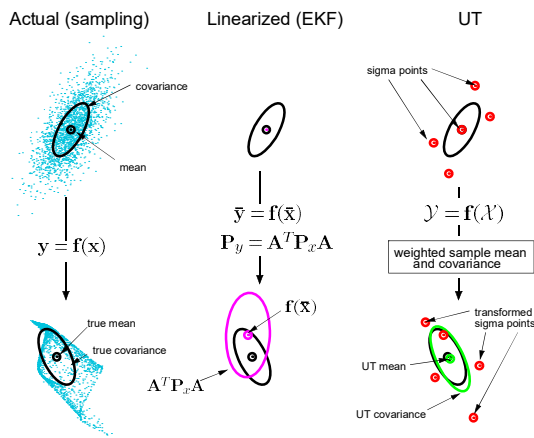 Actual (sampling)
Linearized (EKF)
UT
sigma points
covariance
mean
y = f(x)
ȳ = f(x̄)
P_y = A^T P_x A
𝒴 = f(𝒳)
weighted sample mean
and covariance
true mean
true covariance
f(x̄)
A^T P_x A
transformed
sigma points
UT mean
UT covariance